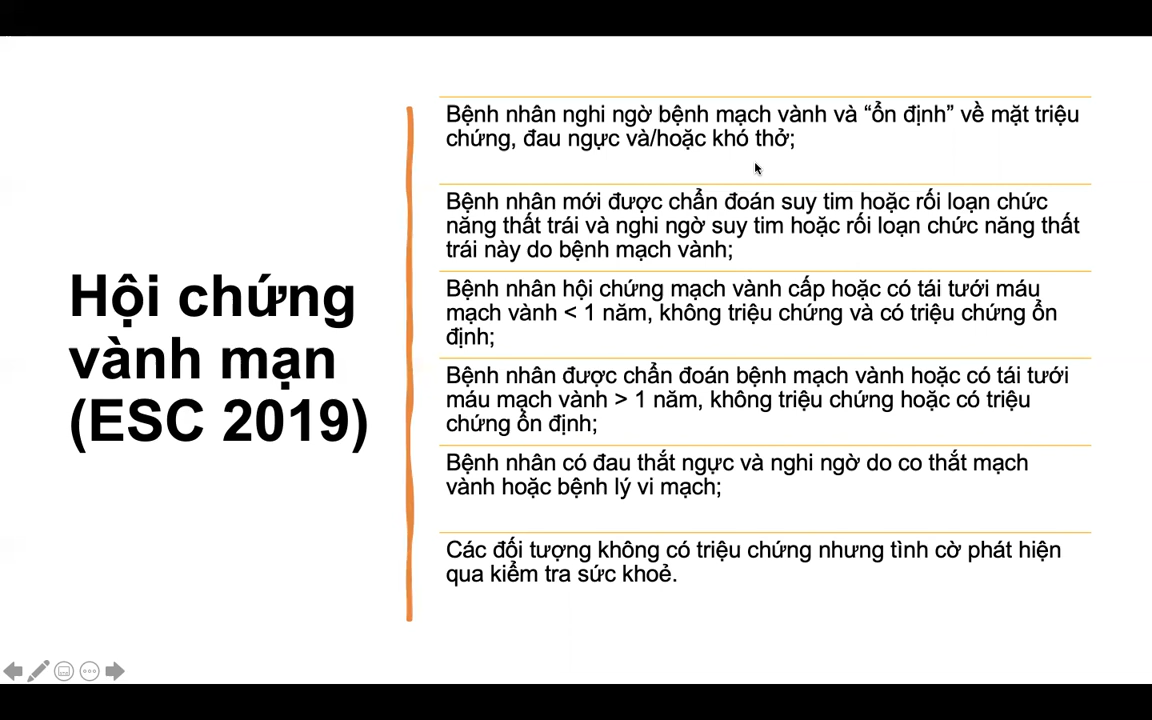 Hội chứng
vành mạn
(ESC 2019)
Bệnh nhân nghi ngờ bệnh mạch vành và “ổn định” về mặt triệu
chứng, đau ngực và/hoặc khó thở;
Bệnh nhân mới được chẩn đoán suy tim hoặc rối loạn chức
năng thất trái và nghi ngờ suy tim hoặc rối loạn chức năng thất
trái này do bệnh mạch vành;
Bệnh nhân hội chứng mạch vành cấp hoặc có tái tưới máu
mạch vành < 1 năm, không triệu chứng và có triệu chứng ổn
định;
Bệnh nhân được chẩn đoán bệnh mạch vành hoặc có tái tưới
máu mạch vành > 1 năm, không triệu chứng hoặc có triệu
chứng ổn định;
Bệnh nhân có đau thắt ngực và nghi ngờ do co thắt mạch
vành hoặc bệnh lý vi mạch;
Các đối tượng không có triệu chứng nhưng tình cờ phát hiện
qua kiểm tra sức khoẻ.